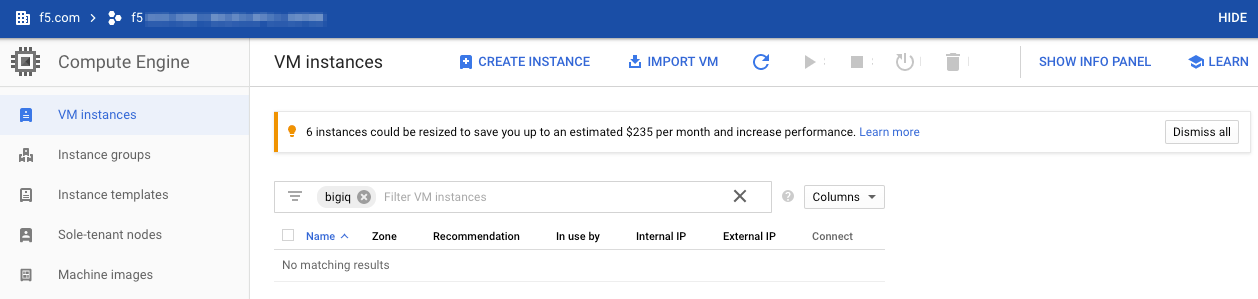 f5.com f5 HIDE
Compute Engine VM instances CREATE INSTANCE IMPORT VM SHOW INFO PANEL LEARN
VM instances
Instance groups
Instance templates
Sole-tenant nodes
Machine images
6 instances could be resized to save you up to an estimated $235 per month and increase performance. Learn more Dismiss all
bigiq Filter VM instances Columns
Name Zone Recommendation In use by Internal IP External IP Connect
No matching results